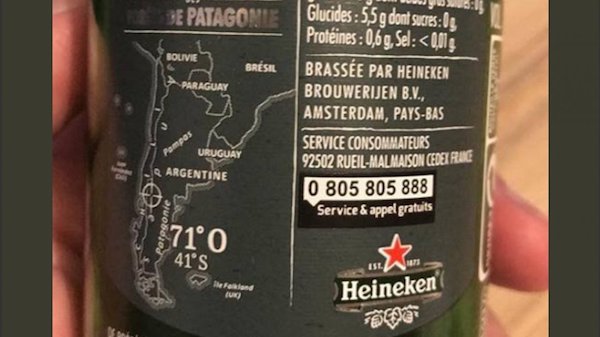 DE PATAGONIE
BOLIVIE
BRÉSIL
PARAGUAY
Pampas
URUGUAY
ARGENTINE
Patagonie
71°O
41°S
Île Falkland
(UK)
Glucides : 5,5 g dont sucres : 0 g,
Protéines : 0,6 g, Sel : < 0,01 g.
BRASSÉE PAR HEINEKEN
BROUWERIJEN B.V.,
AMSTERDAM, PAYS-BAS
SERVICE CONSOMMATEURS
92502 RUEIL-MALMAISON CEDEX FRANCE
0 805 805 888
Service & appel gratuits
EST. 1873
Heineken